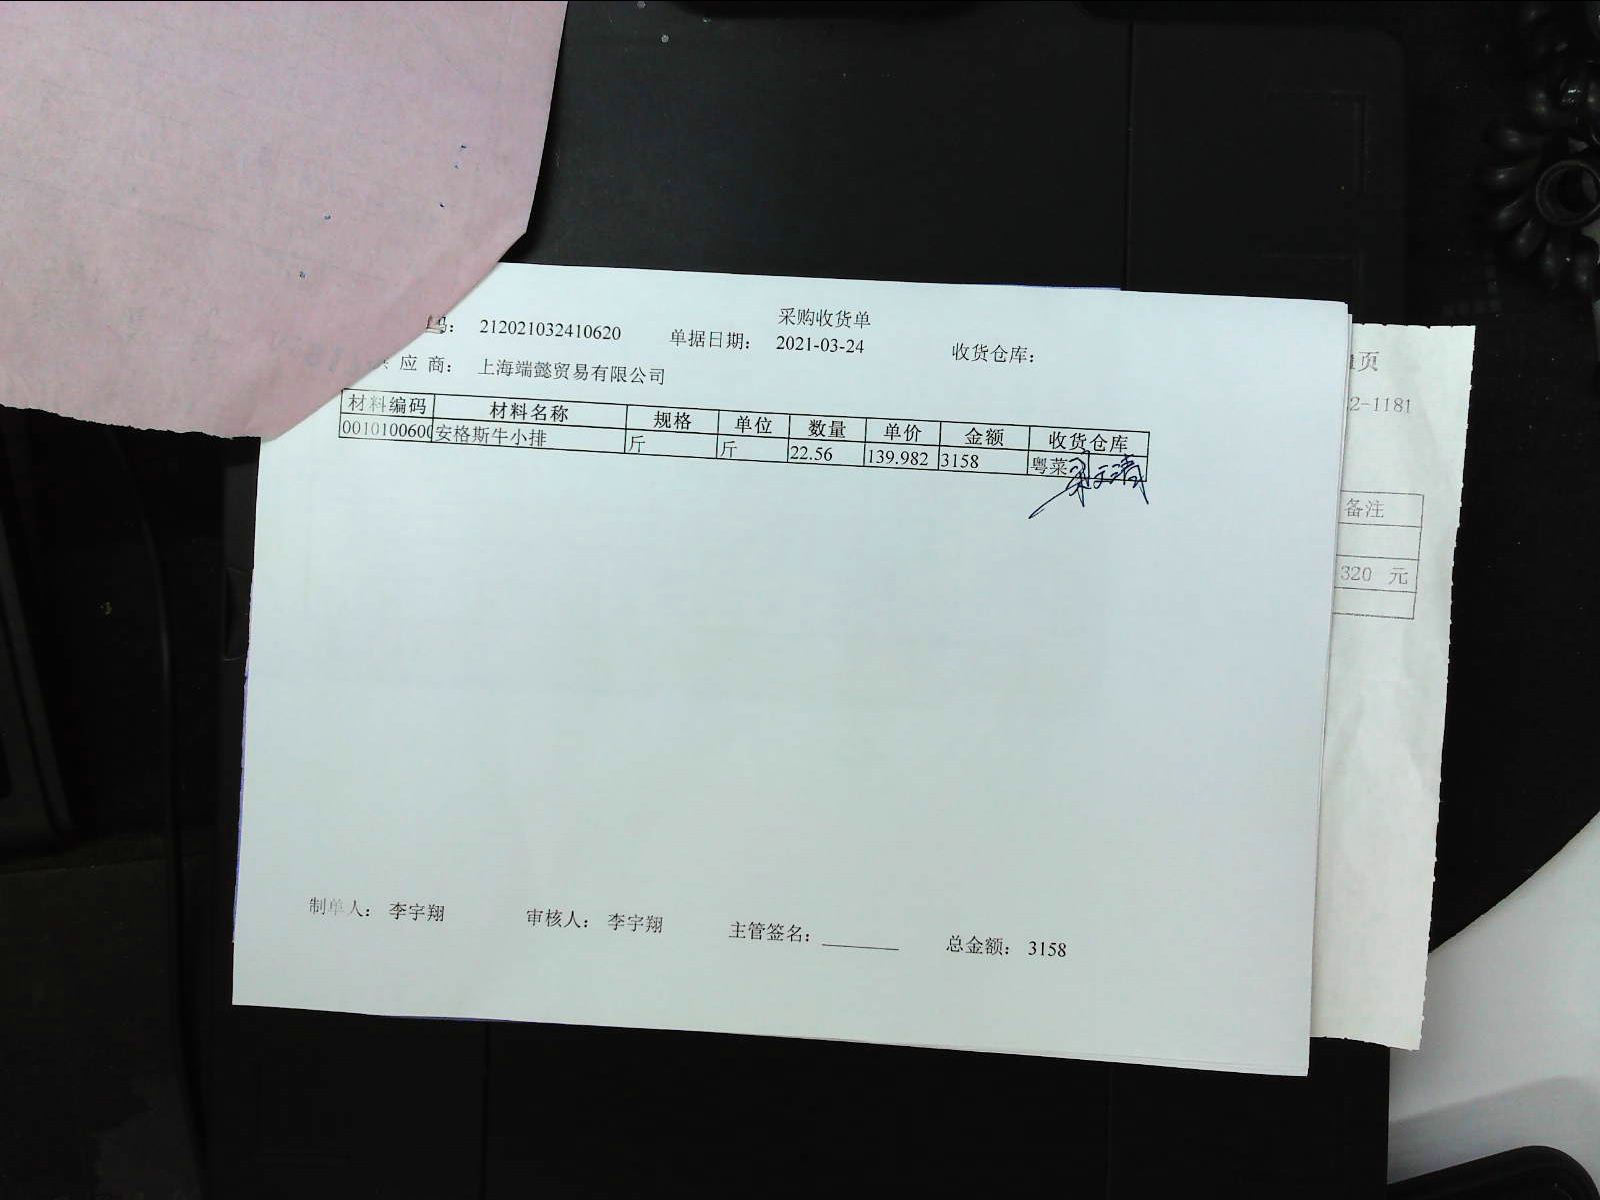 采购收货单
码： 212021032410620 单据日期： 2021-03-24 收货仓库：
应 商： 上海端懿贸易有限公司
材料编码 材料名称 规格 单位 数量 单价 金额 收货仓库
0010100600 安格斯牛小排 斤 斤 22.56 139.982 3158 粤菜
制单人： 李宇翔 审核人： 李宇翔 主管签名： 总金额： 3158
页
2-1181
备注
320 元